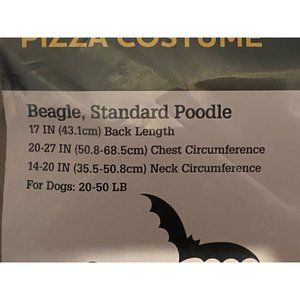 PIZZA COSTUME
Beagle, Standard Poodle
17 IN (43.1cm) Back Length
20-27 IN (50.8-68.5cm) Chest Circumference
14-20 IN (35.5-50.8cm) Neck Circumference
For Dogs: 20-50 LB